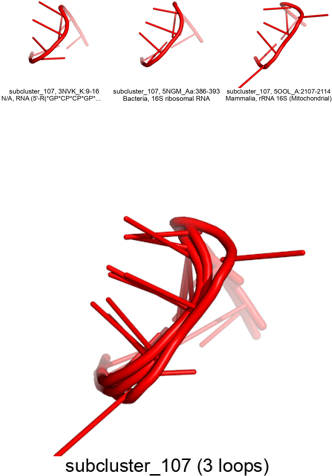 subcluster_107, 3NVK_K:9-16
N/A, RNA (5'-R(*GP*CP*CP*GP*...
subcluster_107, 5NGM_Aa:386-393
Bacteria, 16S ribosomal RNA
subcluster_107, 5OOL_A:2107-2114
Mammalia, rRNA 16S (Mitochondrial)
subcluster_107 (3 loops)